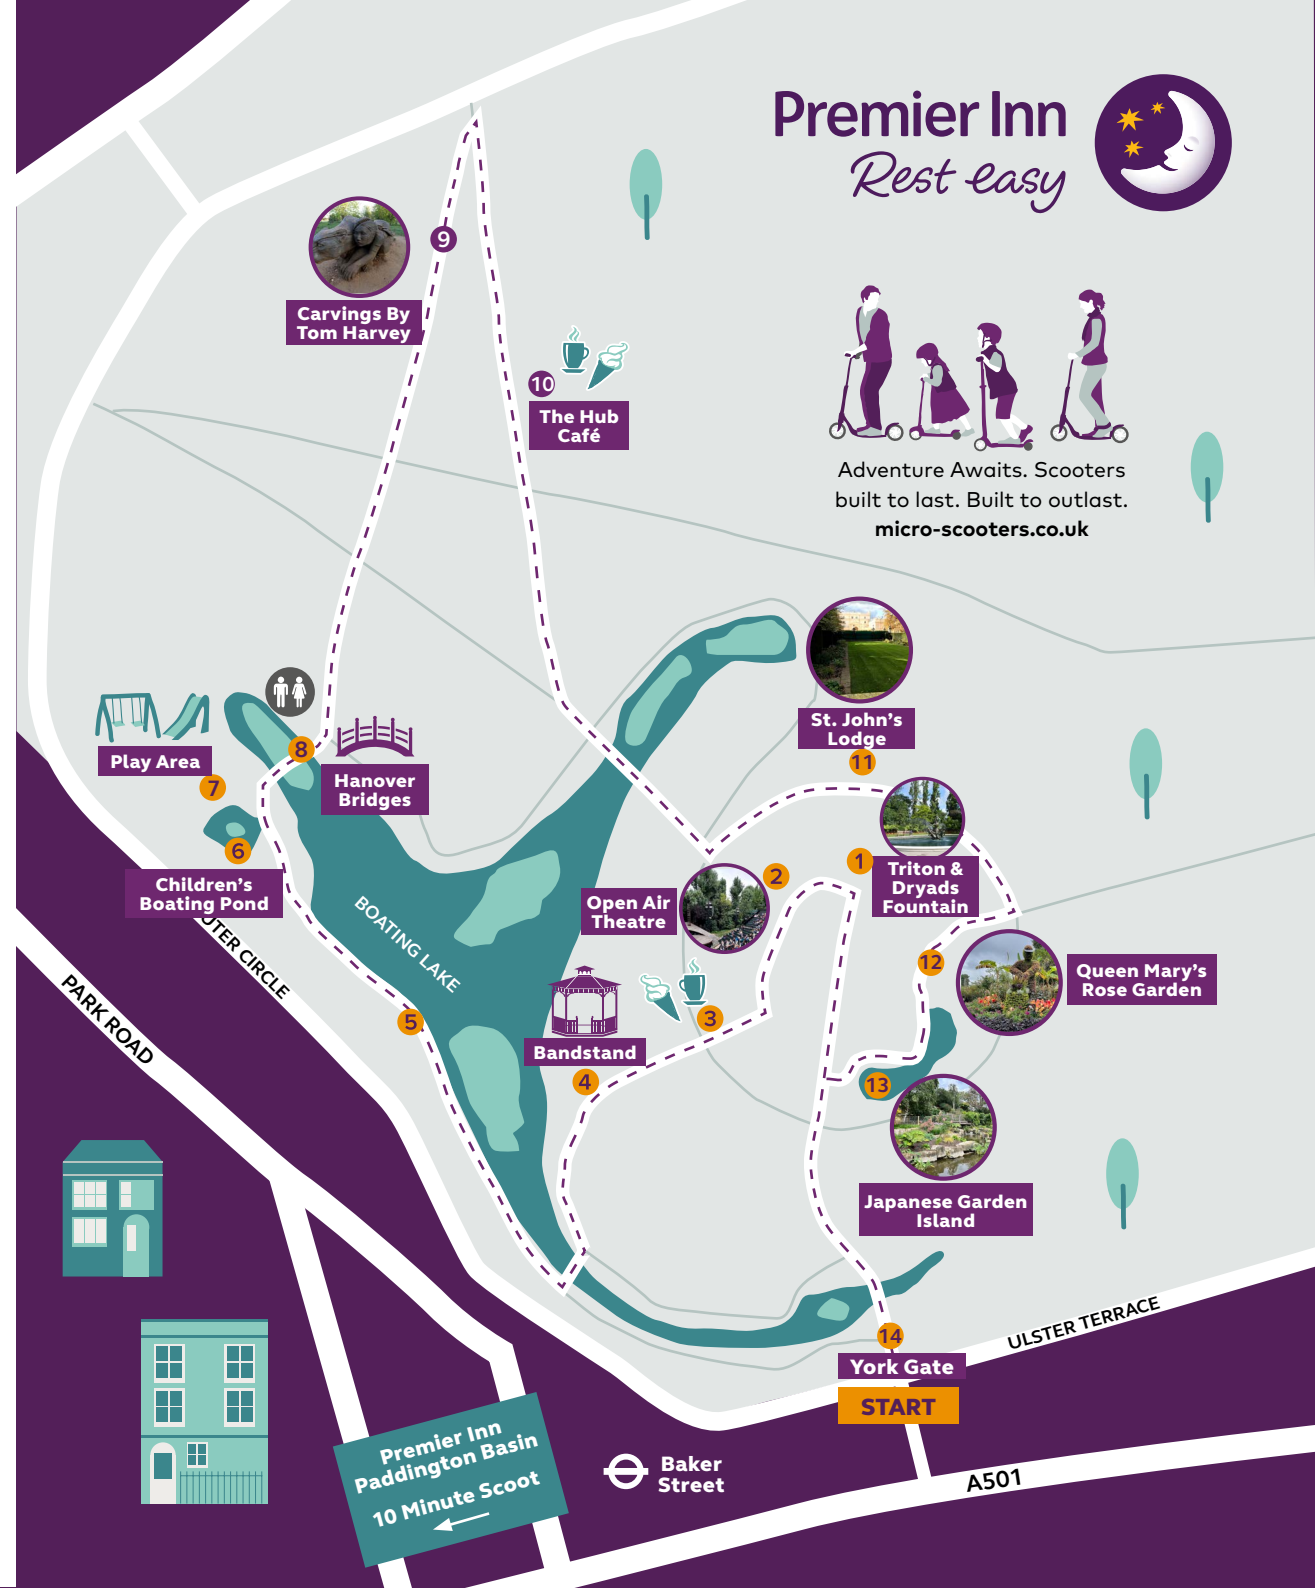 Premier Inn
Rest easy
9
Carvings By
Tom Harvey
10
The Hub
Café
Adventure Awaits. Scooters
built to last. Built to outlast.
micro-scooters.co.uk
St. John's
Lodge
11
Play Area
7
8
Hanover
Bridges
6
Children's
Boating Pond
1
Triton &
Dryads
Fountain
2
Open Air
Theatre
BOATING LAKE
OUTER CIRCLE
PARK ROAD
12
Queen Mary's
Rose Garden
3
5
Bandstand
4
13
Japanese Garden
Island
14
York Gate
START
ULSTER TERRACE
Premier Inn
Paddington Basin
10 Minute Scoot
Baker
Street
A501